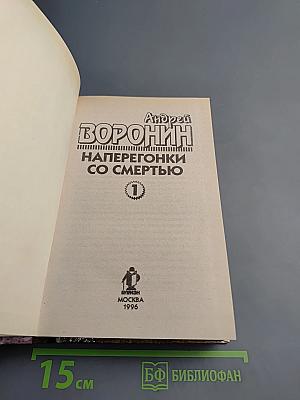 Андрей
ВОРОНИН
НАПЕРЕГОНКИ
СО СМЕРТЬЮ
1
МОСКВА
1996
15 см
БФ БИБЛИОФАН